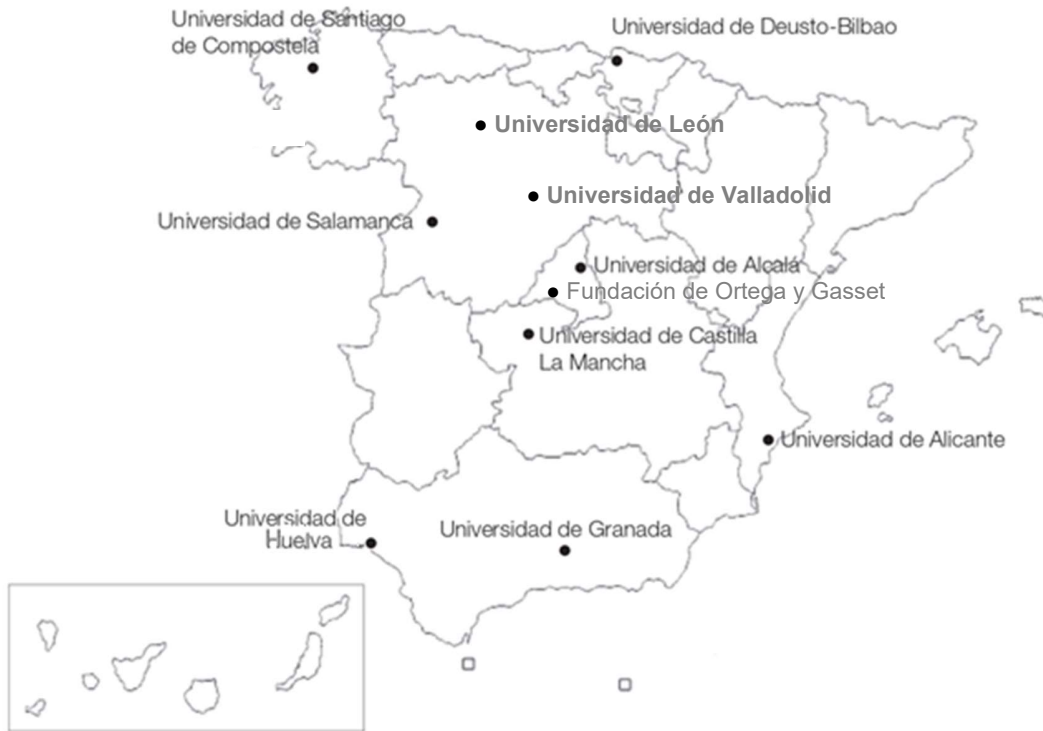 Universidad de Santiago
de Compostela
Universidad de Deusto-Bilbao
Universidad de León
Universidad de Valladolid
Universidad de Salamanca
Universidad de Alcalá
Fundación de Ortega y Gasset
Universidad de Castilla
La Mancha
Universidad de Alicante
Universidad de
Huelva
Universidad de Granada